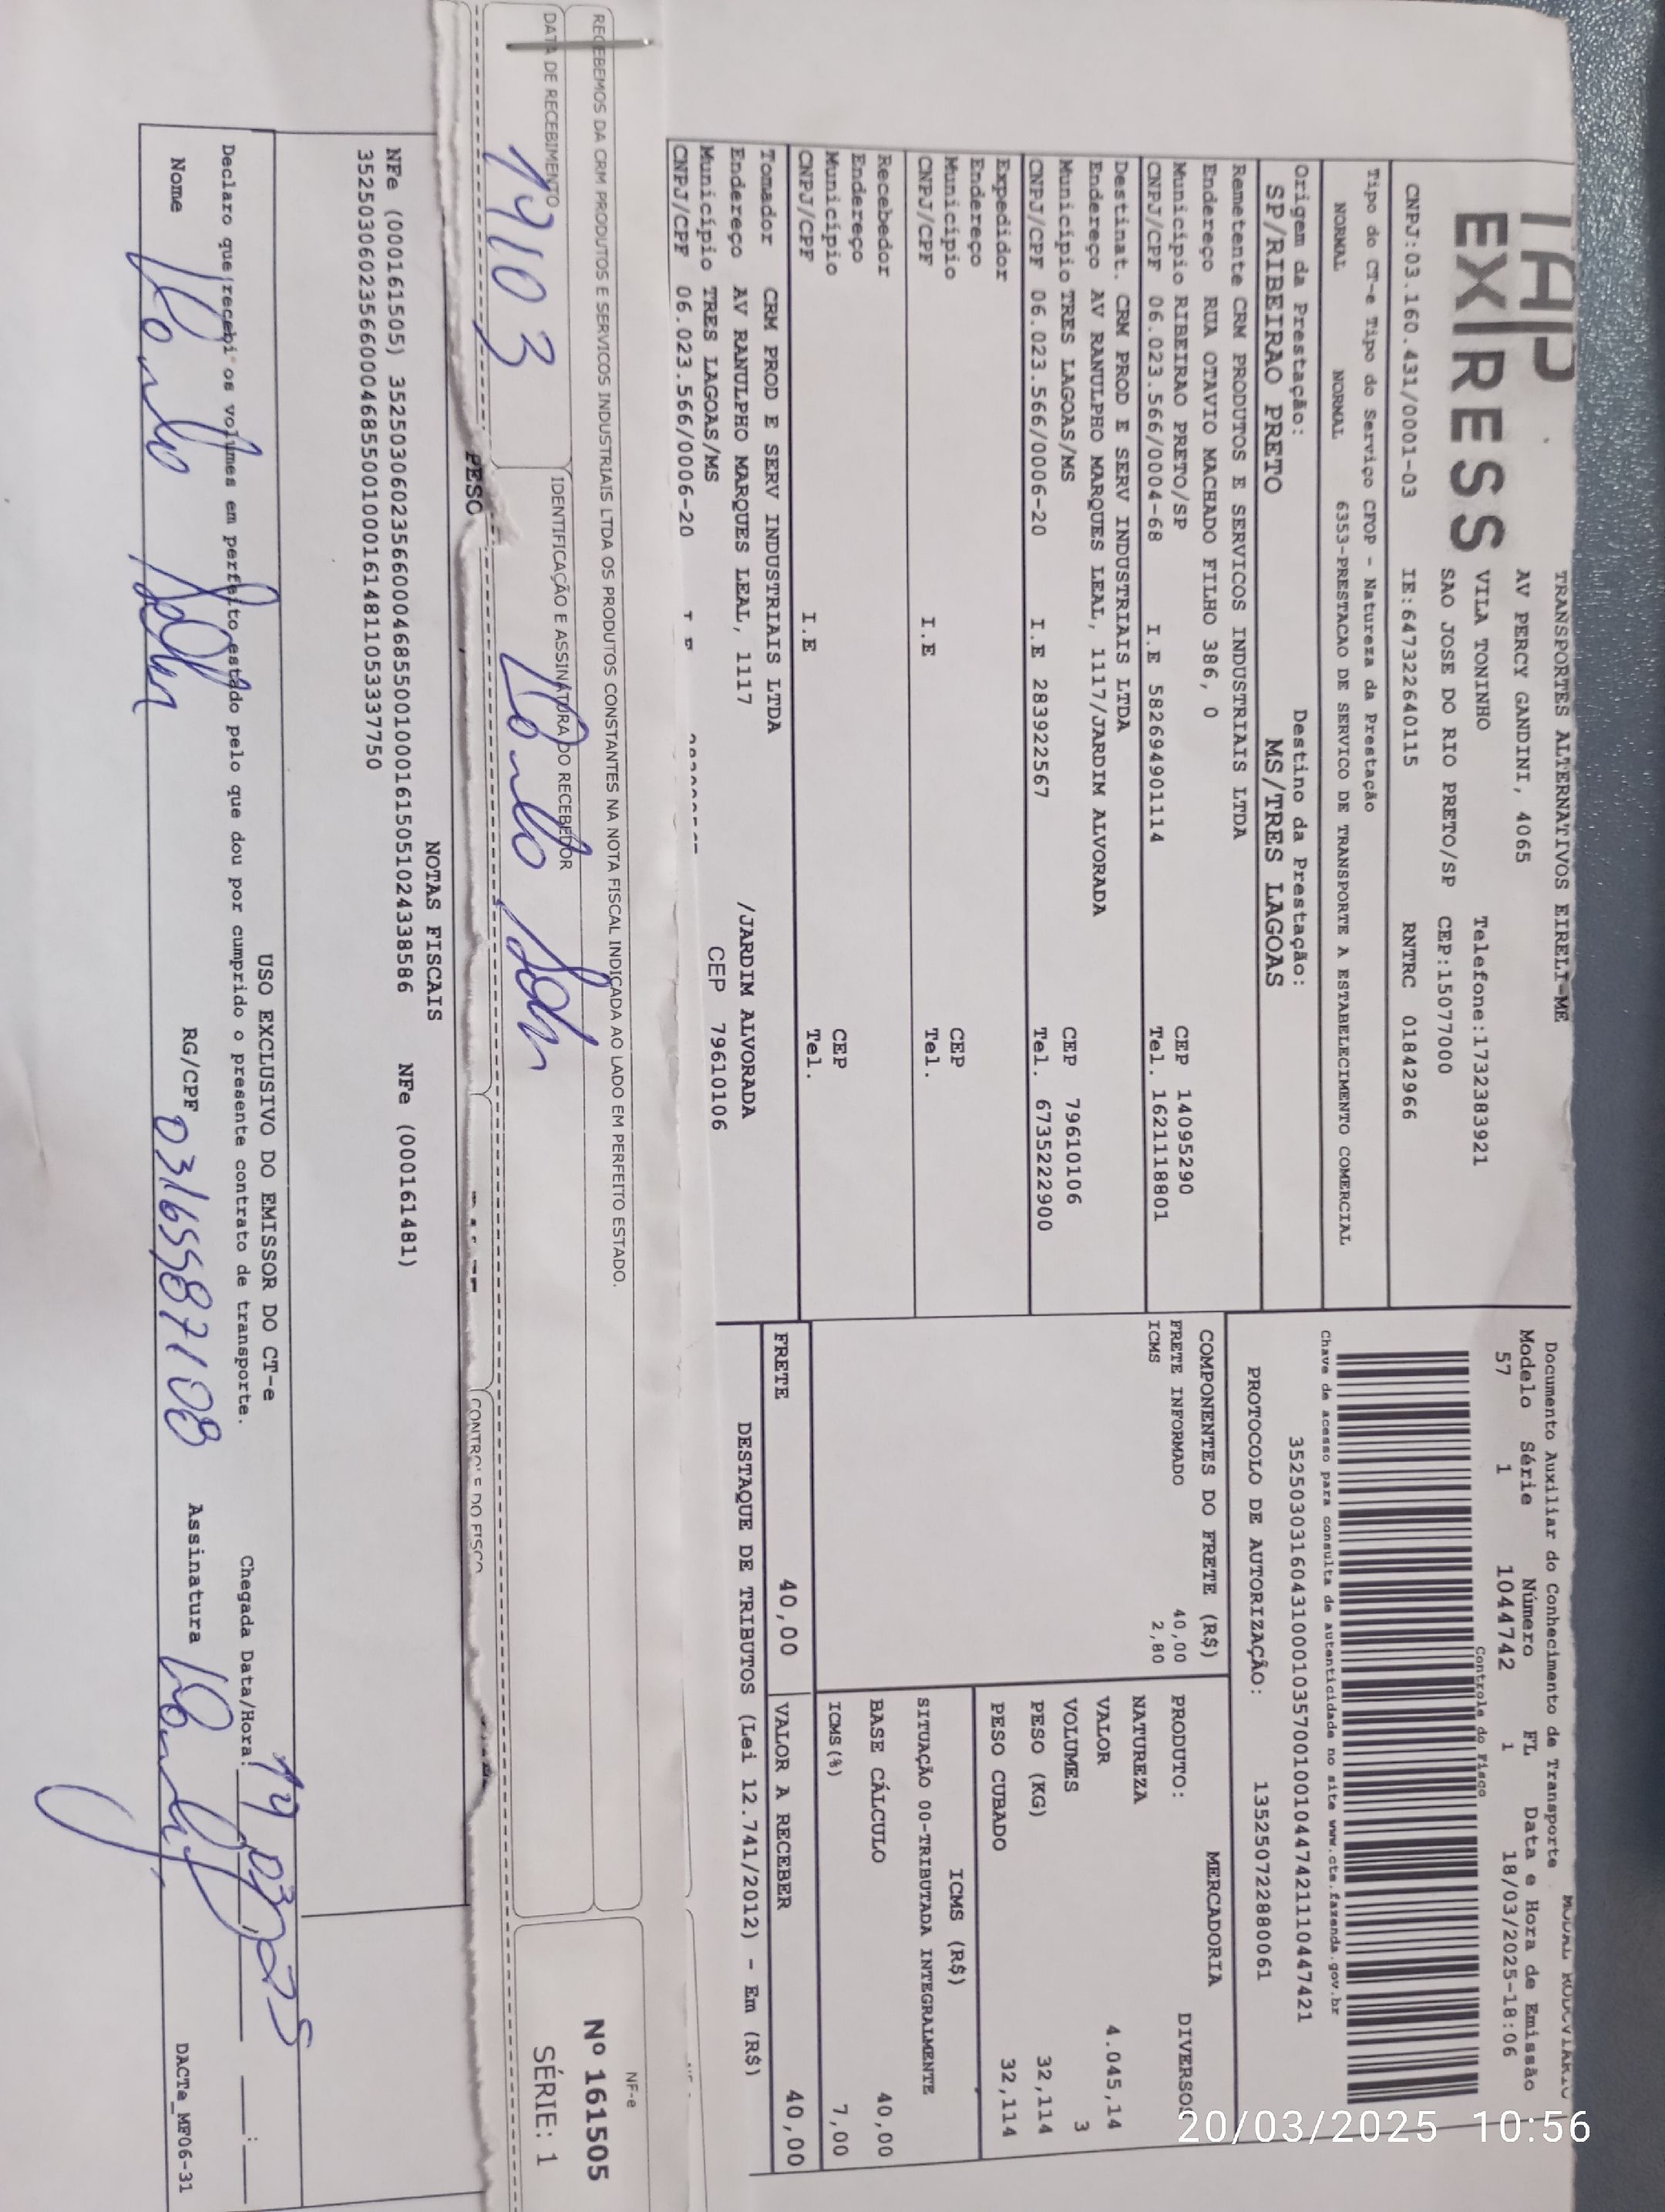 TAP
EXPRESS
TRANSPORTES ALTERNATIVOS EIRELI-ME
AV PERCY GANDINI, 4065
VILA TONINHO Telefone:1732383921
SAO JOSE DO RIO PRETO/SP CEP:15077000
CNPJ:03.160.431/0001-03 IE:647322640115 RNTRC 01842966
Documento Auxiliar do Conhecimento de Transporte MODAL RODOVIARIO
Modelo Série Número FL Data e Hora de Emissão
57 1 1044742 1 18/03/2025-18:06
Controle do Fisco
Chave de acesso para consulta de autenticidade no site www.cte.fazenda.gov.br
35250303160431000103570010010447421110447421
PROTOCOLO DE AUTORIZAÇÃO: 135250722880061
Tipo do CT-e Tipo do Serviço CFOP - Natureza da Prestação
NORMAL NORMAL 6353-PRESTACAO DE SERVICO DE TRANSPORTE A ESTABELECIMENTO COMERCIAL
Origem da Prestação: Destino da Prestação:
SP/RIBEIRAO PRETO MS/TRES LAGOAS
Remetente CRM PRODUTOS E SERVICOS INDUSTRIAIS LTDA
Endereço RUA OTAVIO MACHADO FILHO 386, 0
Município RIBEIRAO PRETO/SP CEP 14095290
CNPJ/CPF 06.023.566/0004-68 I.E 582694901114 Tel. 1621118801
Destinat. CRM PROD E SERV INDUSTRIAIS LTDA
Endereço AV RANULPHO MARQUES LEAL, 1117/JARDIM ALVORADA
Município TRES LAGOAS/MS CEP 79610106
CNPJ/CPF 06.023.566/0006-20 I.E 283922567 Tel. 6735222900
Expedidor
Endereço
Município CEP
CNPJ/CPF I.E Tel.
Recebedor
Endereço
Município CEP
CNPJ/CPF I.E Tel.
Tomador CRM PROD E SERV INDUSTRIAIS LTDA
Endereço AV RANULPHO MARQUES LEAL, 1117 /JARDIM ALVORADA
Município TRES LAGOAS/MS CEP 79610106
CNPJ/CPF 06.023.566/0006-20
COMPONENTES DO FRETE (R$)
FRETE INFORMADO 40,00
ICMS 2,80
MERCADORIA
PRODUTO: DIVERSOS
NATUREZA
VALOR 4.045,14
VOLUMES 3
PESO (KG) 32,114
PESO CUBADO 32,114
ICMS (R$)
SITUAÇÃO 00-TRIBUTADA INTEGRALMENTE
BASE CÁLCULO 40,00
ICMS(%) 7,00
FRETE 40,00 VALOR A RECEBER 40,00
DESTAQUE DE TRIBUTOS (Lei 12.741/2012) - Em (R$)
RECEBEMOS DA CRM PRODUTOS E SERVICOS INDUSTRIAIS LTDA OS PRODUTOS CONSTANTES NA NOTA FISCAL INDICADA AO LADO EM PERFEITO ESTADO.
DATA DE RECEBIMENTO IDENTIFICAÇÃO E ASSINATURA DO RECEBEDOR
NF-e
Nº 161505
SÉRIE: 1
PESO
CONTROLE DO FISCO
NOTAS FISCAIS
NFe (000161505) 35250306023566000468550010001615051024338586 NFe (000161481)
35250306023566000468550010001614811053337750
USO EXCLUSIVO DO EMISSOR DO CT-e
Declaro que recebi os volumes em perfeito estado pelo que dou por cumprido o presente contrato de transporte.
Chegada Data/Hora: 19 03 25 :
Nome RG/CPF 03165587108 Assinatura
DACTe_MF06-31
20/03/2025 10:56